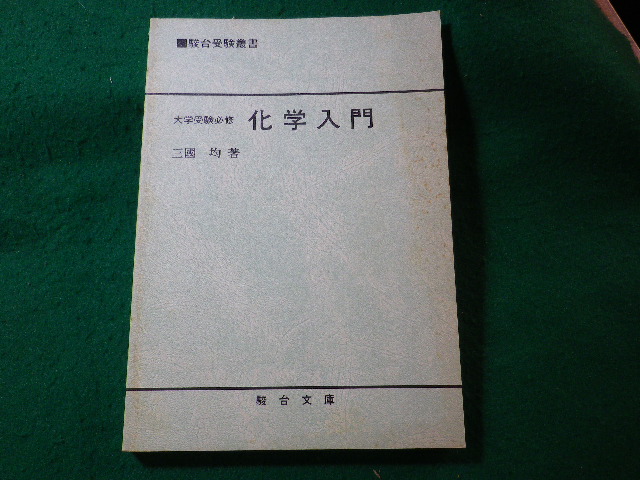 駿台受験叢書
大学受験必修 化学入門
三國 均著
駿台文庫